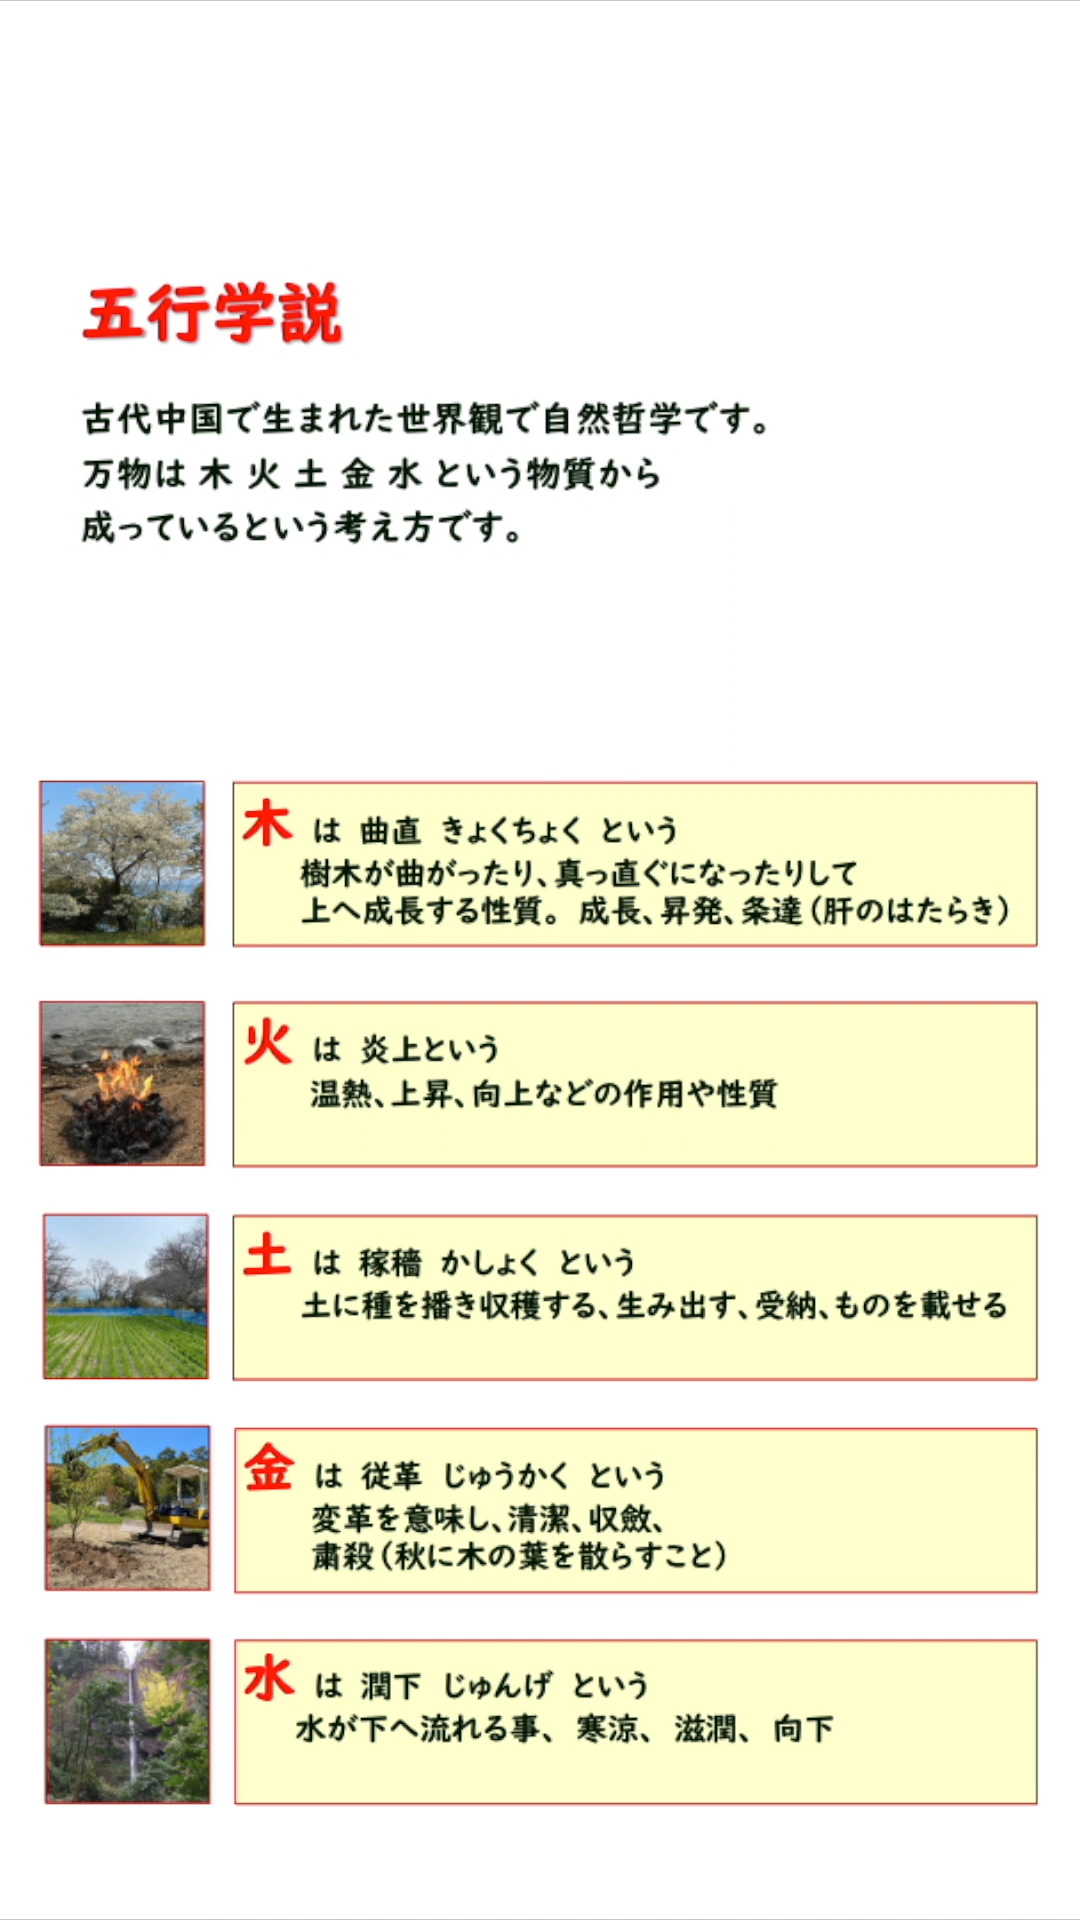 五行学説
古代中国で生まれた世界観で自然哲学です。
万物は 木 火 土 金 水 という物質から
成っているという考え方です。
木 は 曲直 きょくちょく という
樹木が曲がったり、真っ直ぐになったりして
上へ成長する性質。 成長、昇発、条達（肝のはたらき）
火 は 炎上という
温熱、上昇、向上などの作用や性質
土 は 稼穡 かしょく という
土に種を播き収穫する、生み出す、受納、ものを載せる
金 は 従革 じゅうかく という
変革を意味し、清潔、収斂、
粛殺（秋に木の葉を散らすこと）
水 は 潤下 じゅんげ という
水が下へ流れる事、 寒涼、 滋潤、 向下